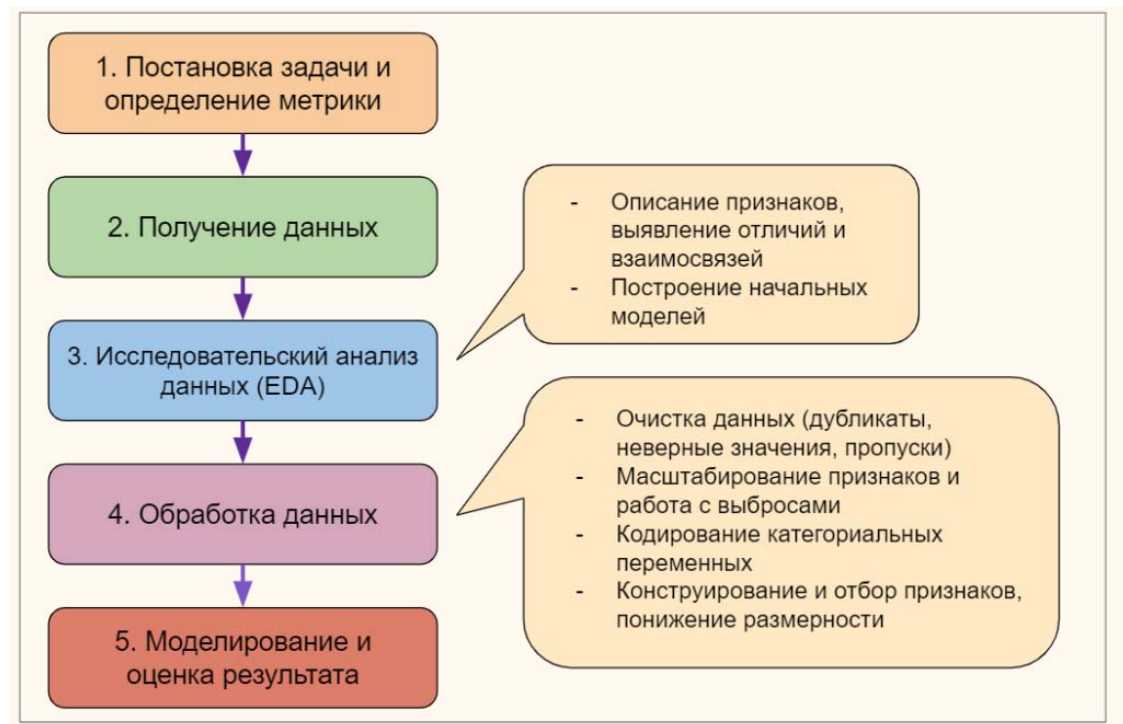 1. Постановка задачи и
определение метрики
2. Получение данных
- Описание признаков,
выявление отличий и
взаимосвязей
- Построение начальных
моделей
3. Исследовательский анализ
данных (EDA)
- Очистка данных (дубликаты,
неверные значения, пропуски)
- Масштабирование признаков и
работа с выбросами
- Кодирование категориальных
переменных
- Конструирование и отбор признаков,
понижение размерности
4. Обработка данных
5. Моделирование и
оценка результата